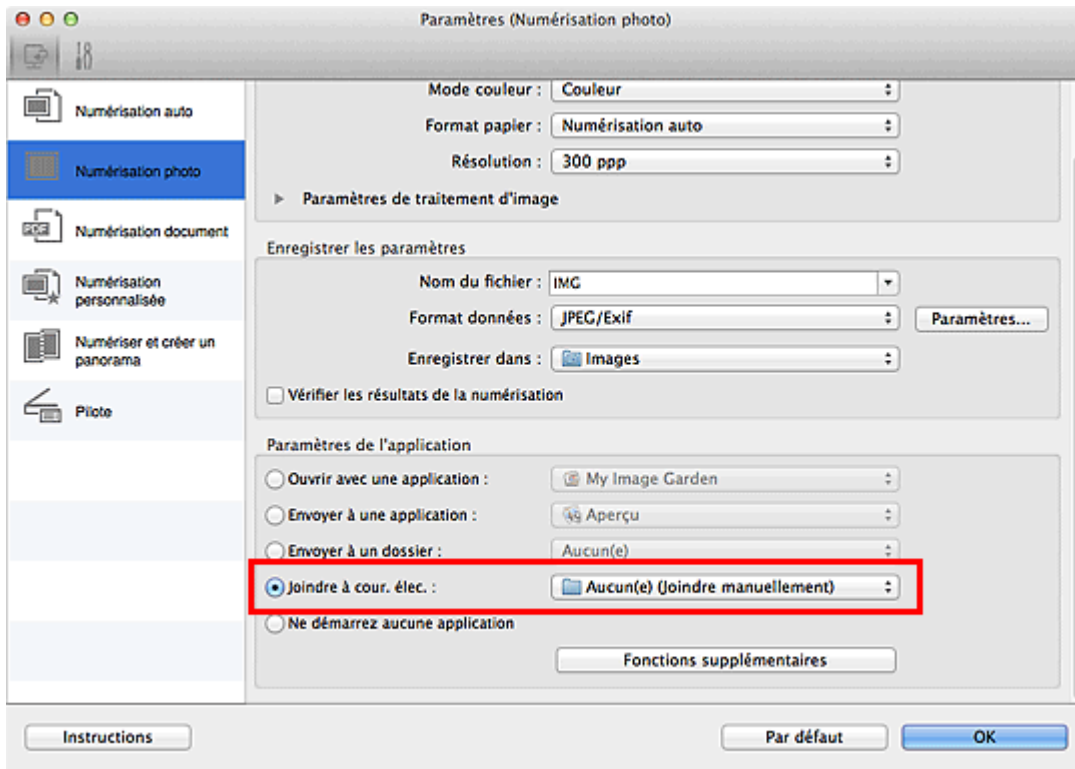 Paramètres (Numérisation photo)
Numérisation auto
Numérisation photo
PDF
Numérisation document
Numérisation
personnalisée
Numériser et créer un
panorama
Pilote
Mode couleur : Couleur
Format papier : Numérisation auto
Résolution : 300 ppp
Paramètres de traitement d'image
Enregistrer les paramètres
Nom du fichier : IMG
Format données : JPEG/Exif Paramètres...
Enregistrer dans : Images
Vérifier les résultats de la numérisation
Paramètres de l'application
Ouvrir avec une application : My Image Garden
Envoyer à une application : Aperçu
Envoyer à un dossier : Aucun(e)
Joindre à cour. élec. : Aucun(e) (Joindre manuellement)
Ne démarrez aucune application
Fonctions supplémentaires
Instructions Par défaut OK